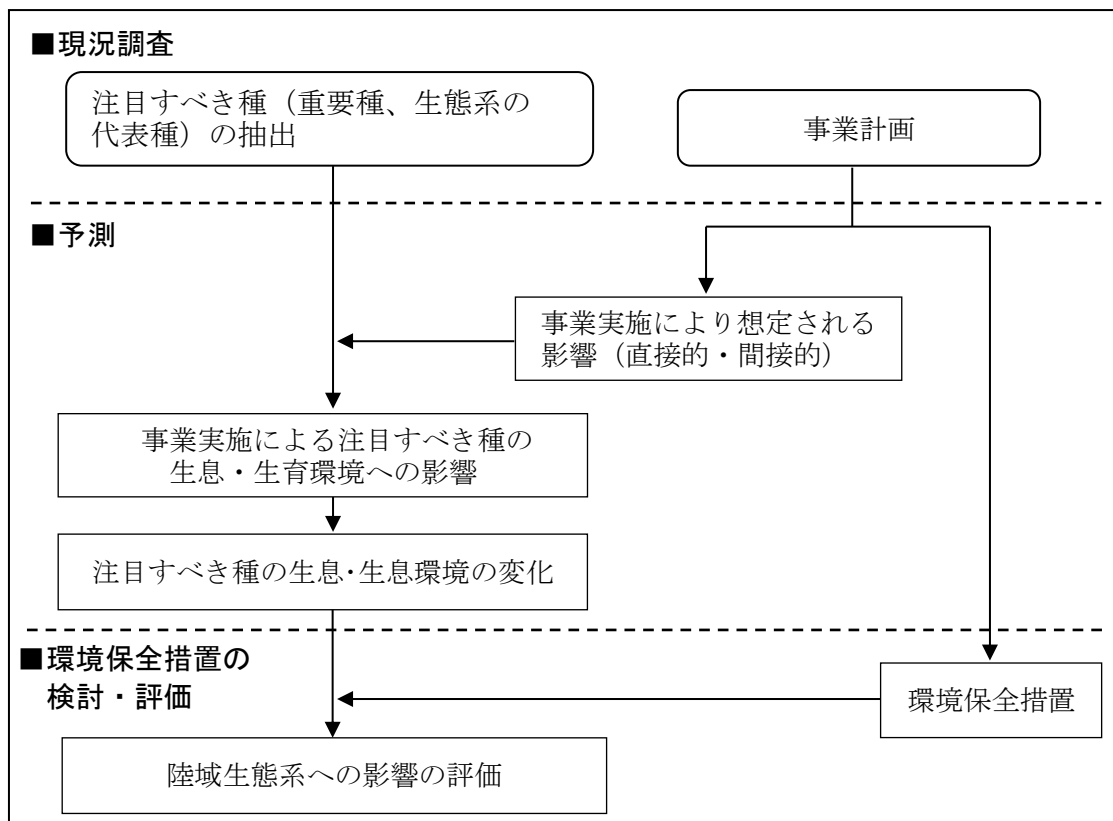 ■現況調査
注目すべき種(重要種、生態系の
代表種)の抽出
事業計画
■予測
事業実施により想定される
影響(直接的・間接的)
事業実施による注目すべき種の
生息・生育環境への影響
注目すべき種の生息･生息環境の変化
■環境保全措置の
検討・評価
環境保全措置
陸域生態系への影響の評価